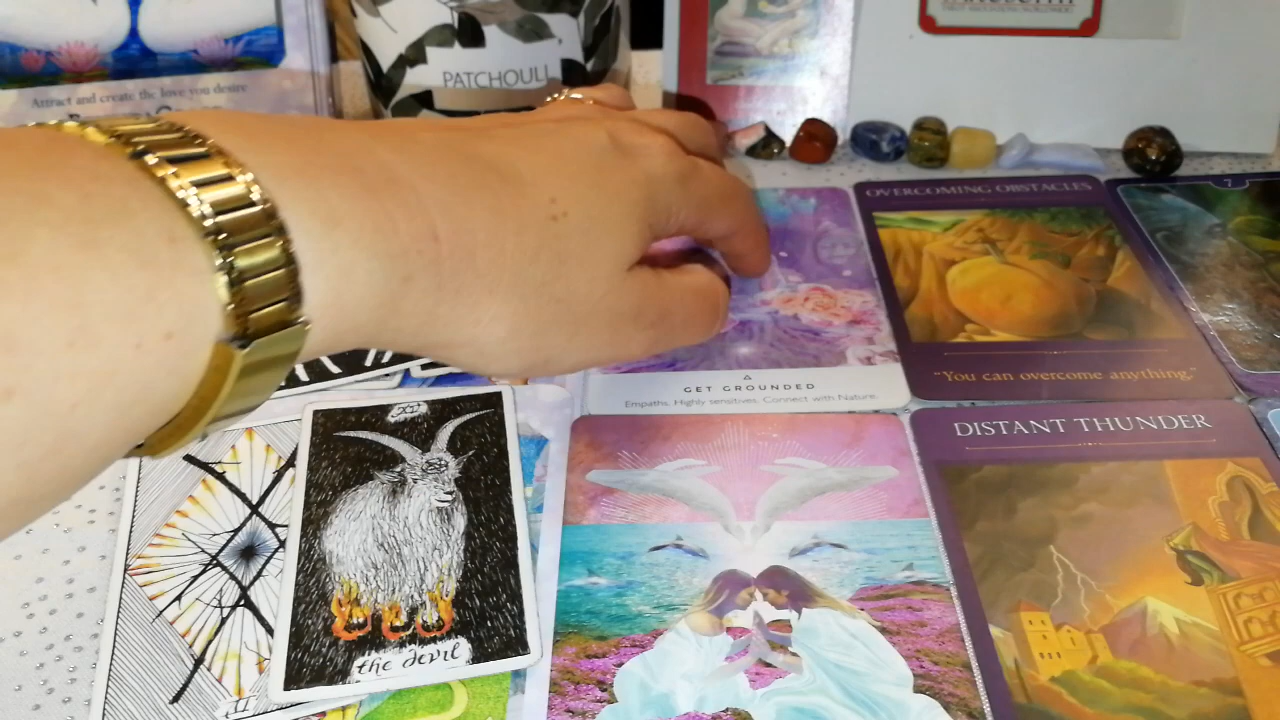 Attract and create the love you desire
PATCHOULI
OVERCOMING OBSTACLES
7
"You can overcome anything."
GET GROUNDED
Empaths. Highly sensitives. Connect with Nature.
DISTANT THUNDER
the devil